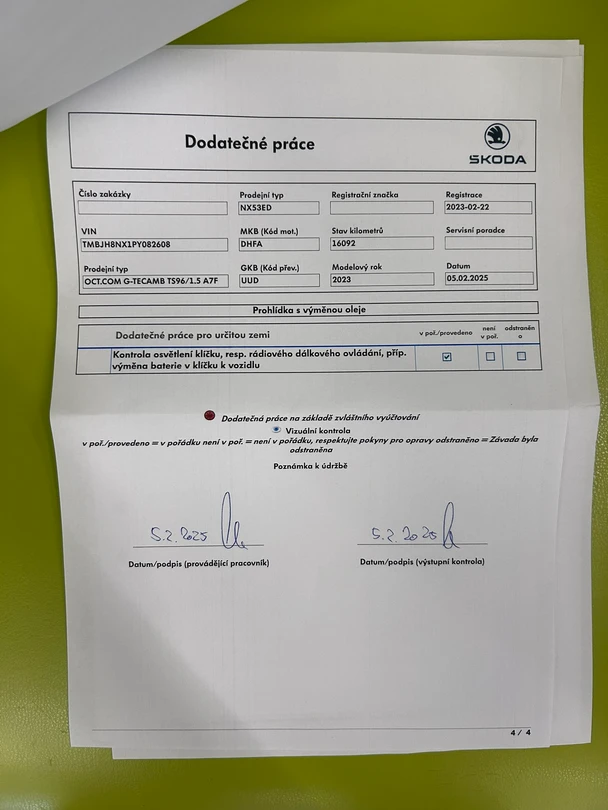 Dodatečné práce
ŠKODA
Číslo zakázky
Prodejní typ
Registrační značka
Registrace
NX53ED
2023-02-22
VIN
MKB (Kód mot.)
Stav kilometrů
Servisní poradce
TMBJH8NX1PY082608
DHFA
16092
Prodejní typ
GKB (Kód přev.)
Modelový rok
Datum
OCT.COM G-TECAMB TS96/1.5 A7F
UUD
2023
05.02.2025
Prohlídka s výměnou oleje
Dodatečné práce pro určitou zemi
v poř./provedeno
není v poř.
odstraněn o
Kontrola osvětlení klíčku, resp. rádiového dálkového ovládání, příp.
výměna baterie v klíčku k vozidlu
Dodatečná práce na základě zvláštního vyúčtování
Vizuální kontrola
v poř./provedeno = v pořádku není v poř. = není v pořádku, respektujte pokyny pro opravy odstraněno = Závada byla
odstraněna
Poznámka k údržbě
5.2.2025
5.2.2025
Datum/podpis (provádějící pracovník)
Datum/podpis (výstupní kontrola)
4 / 4